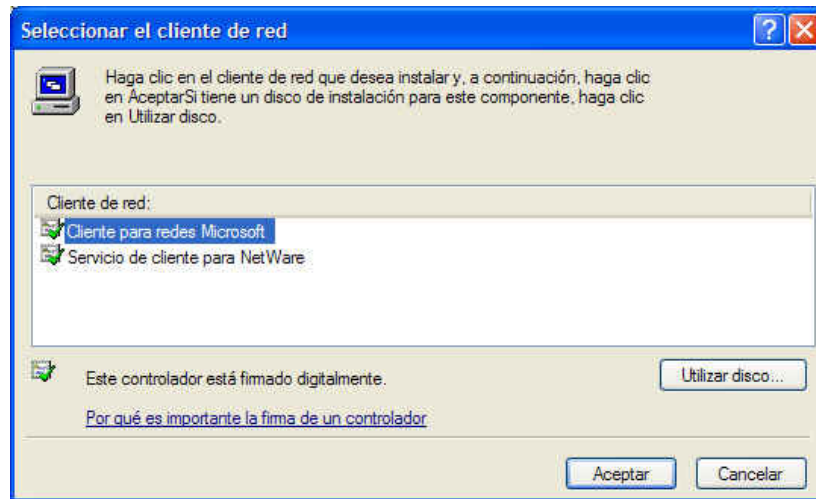 Seleccionar el cliente de red
Haga clic en el cliente de red que desea instalar y, a continuación, haga clic
en AceptarSi tiene un disco de instalación para este componente, haga clic
en Utilizar disco.
Cliente de red:
Cliente para redes Microsoft
Servicio de cliente para NetWare
Este controlador está firmado digitalmente.
Utilizar disco...
Por qué es importante la firma de un controlador
Aceptar
Cancelar